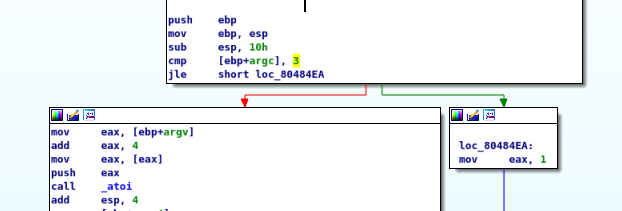 push ebp
mov ebp, esp
sub esp, 10h
cmp [ebp+argc], 3
jle short loc_80484EA
mov eax, [ebp+argv]
add eax, 4
mov eax, [eax]
push eax
call _atoi
add esp, 4
loc_80484EA:
mov eax, 1